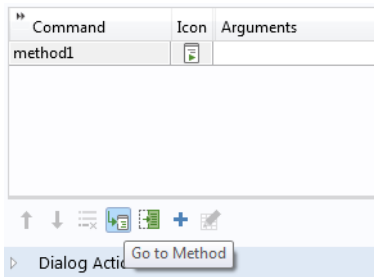 Command Icon Arguments
method1
Go to Method
Dialog Actio